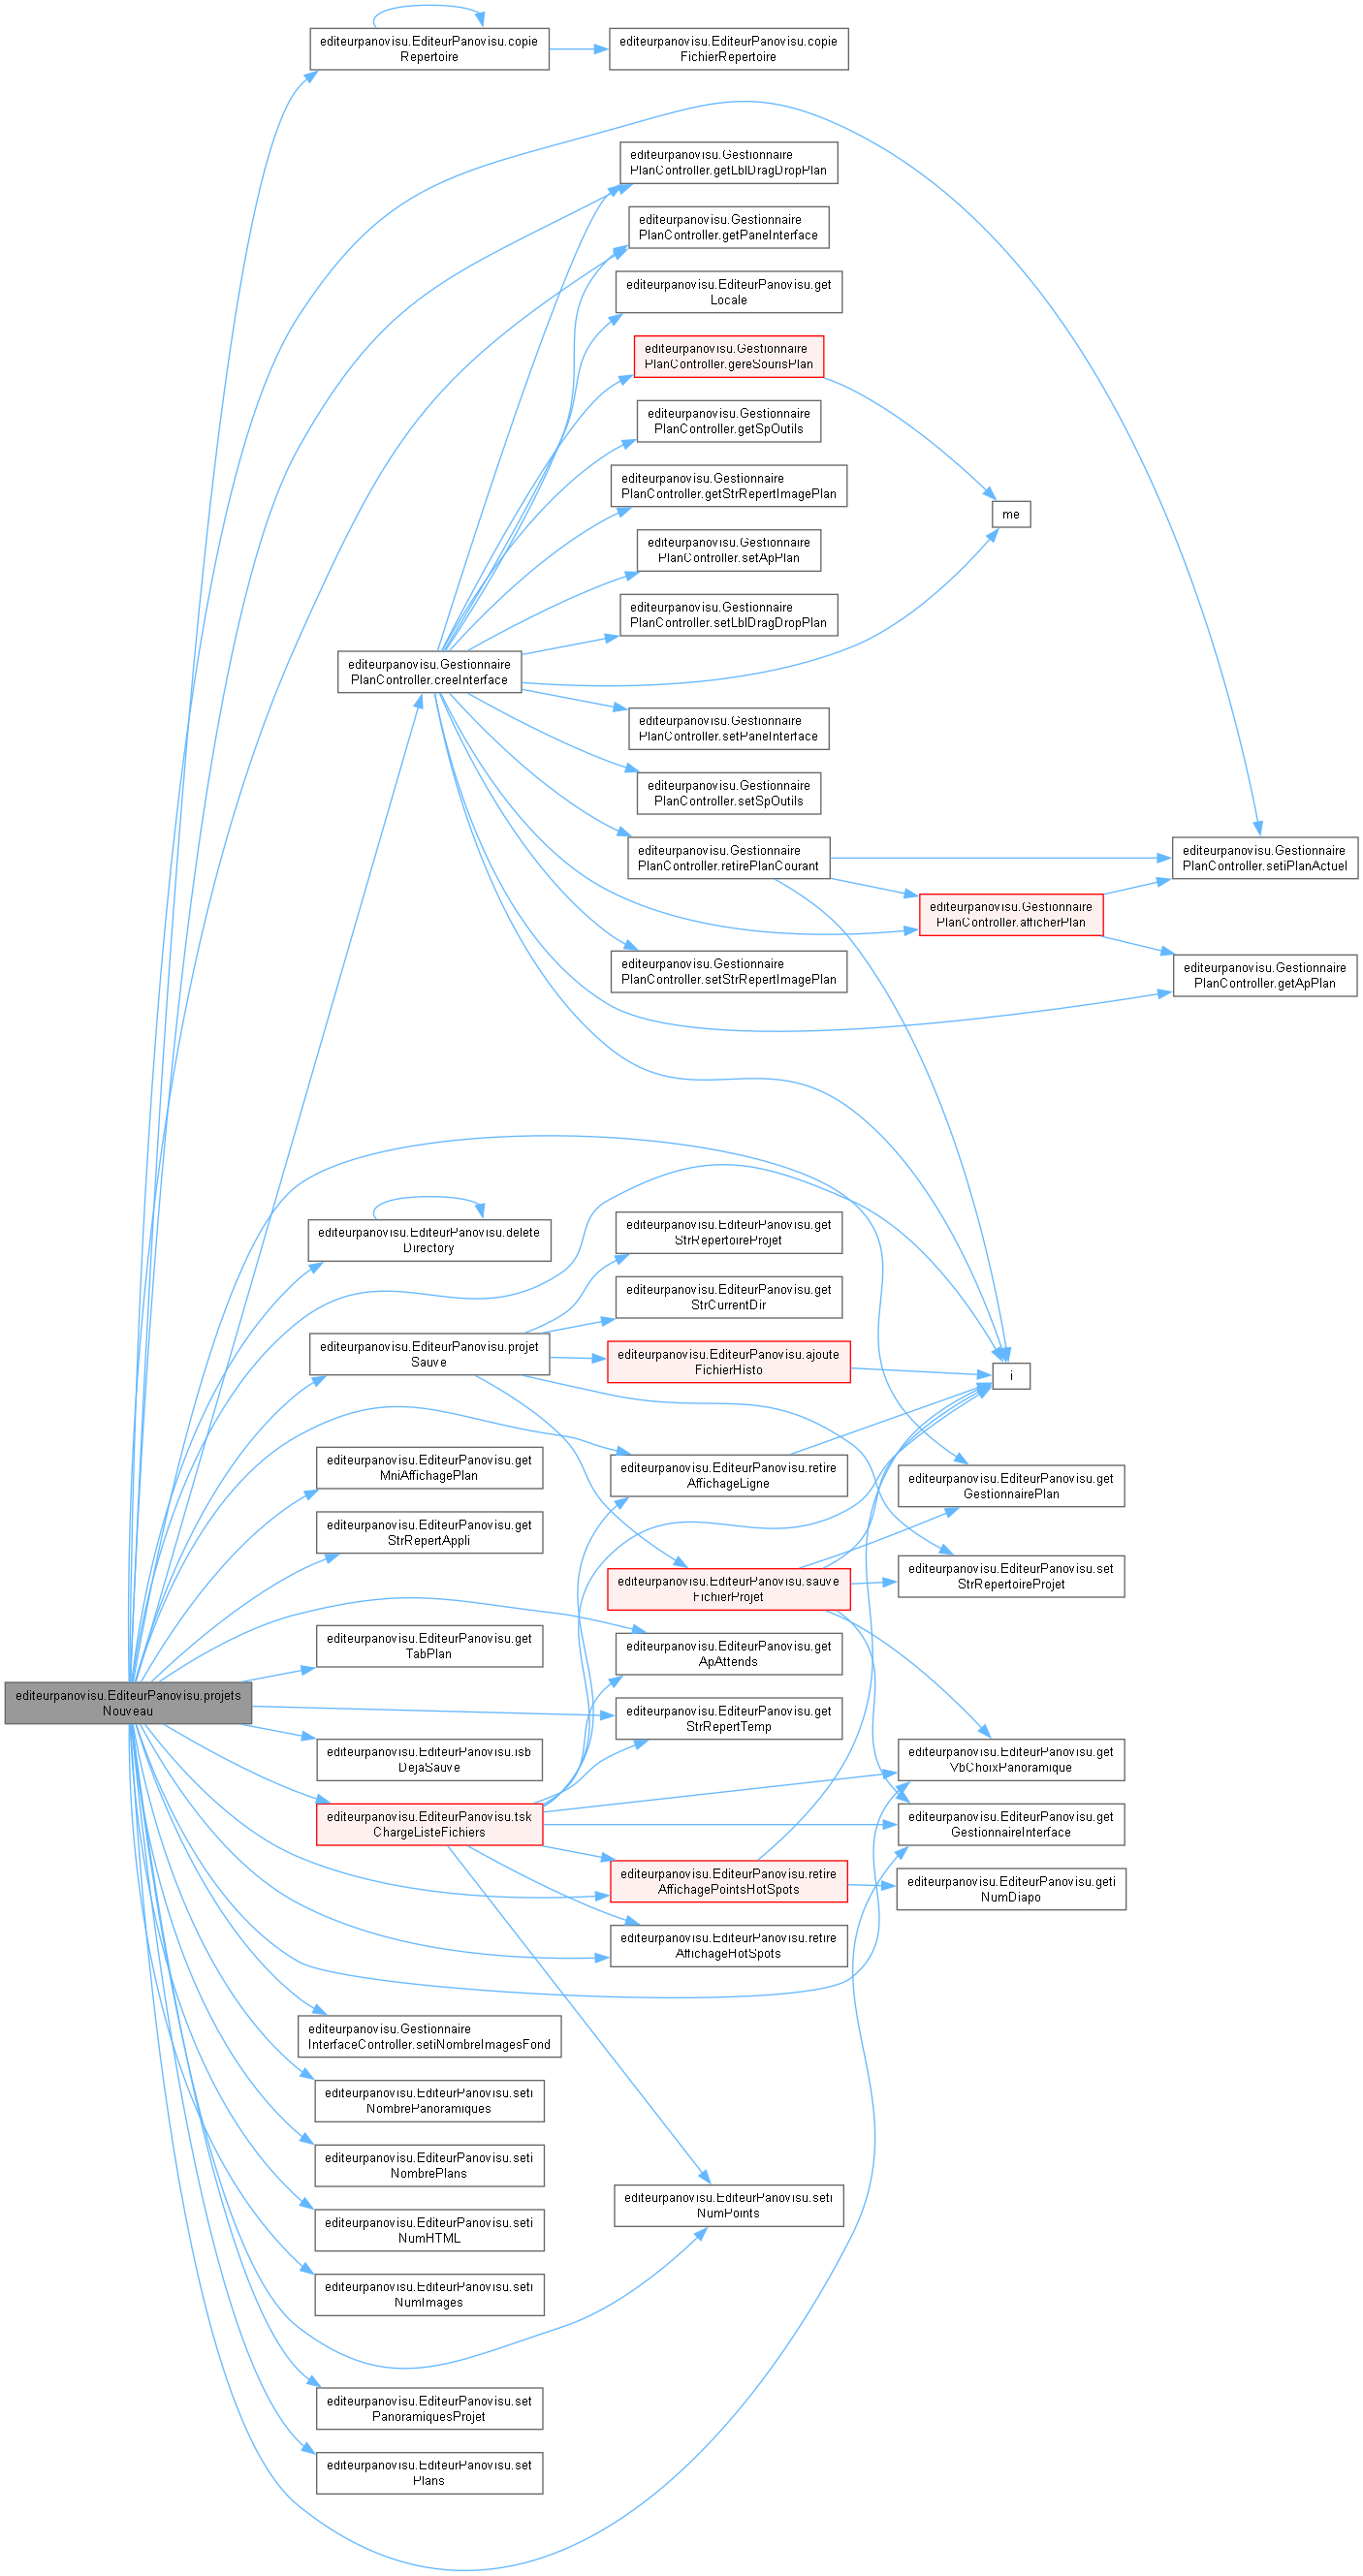 editeurpanovisu.EditeurPanovisu.copie
Repertoire
editeurpanovisu.EditeurPanovisu.copie
FichierRepertoire
editeurpanovisu.Gestionnaire
PlanController.getLblDragDropPlan
editeurpanovisu.Gestionnaire
PlanController.getPaneInterface
editeurpanovisu.EditeurPanovisu.get
Locale
editeurpanovisu.Gestionnaire
PlanController.gereSourisPlan
editeurpanovisu.Gestionnaire
PlanController.getSpOutils
editeurpanovisu.Gestionnaire
PlanController.getStrRepertImagePlan
me
editeurpanovisu.Gestionnaire
PlanController.setApPlan
editeurpanovisu.Gestionnaire
PlanController.setLblDragDropPlan
editeurpanovisu.Gestionnaire
PlanController.creeInterface
editeurpanovisu.Gestionnaire
PlanController.setPaneInterface
editeurpanovisu.Gestionnaire
PlanController.setSpOutils
editeurpanovisu.Gestionnaire
PlanController.retirePlanCourant
editeurpanovisu.Gestionnaire
PlanController.setiPlanActuel
editeurpanovisu.Gestionnaire
PlanController.afficherPlan
editeurpanovisu.Gestionnaire
PlanController.setStrRepertImagePlan
editeurpanovisu.Gestionnaire
PlanController.getApPlan
editeurpanovisu.EditeurPanovisu.delete
Directory
editeurpanovisu.EditeurPanovisu.get
StrRepertoireProjet
editeurpanovisu.EditeurPanovisu.get
StrCurrentDir
editeurpanovisu.EditeurPanovisu.projet
Sauve
editeurpanovisu.EditeurPanovisu.ajoute
FichierHisto
i
editeurpanovisu.EditeurPanovisu.get
MniAffichagePlan
editeurpanovisu.EditeurPanovisu.retire
AffichageLigne
editeurpanovisu.EditeurPanovisu.get
GestionnairePlan
editeurpanovisu.EditeurPanovisu.get
StrRepertAppli
editeurpanovisu.EditeurPanovisu.sauve
FichierProjet
editeurpanovisu.EditeurPanovisu.set
StrRepertoireProjet
editeurpanovisu.EditeurPanovisu.get
TabPlan
editeurpanovisu.EditeurPanovisu.get
ApAttends
editeurpanovisu.EditeurPanovisu.projets
Nouveau
editeurpanovisu.EditeurPanovisu.get
StrRepertTemp
editeurpanovisu.EditeurPanovisu.isb
DejaSauve
editeurpanovisu.EditeurPanovisu.get
VbChoixPanoramique
editeurpanovisu.EditeurPanovisu.tsk
ChargeListeFichiers
editeurpanovisu.EditeurPanovisu.get
GestionnaireInterface
editeurpanovisu.EditeurPanovisu.retire
AffichagePointsHotSpots
editeurpanovisu.EditeurPanovisu.geti
NumDiapo
editeurpanovisu.EditeurPanovisu.retire
AffichageHotSpots
editeurpanovisu.Gestionnaire
InterfaceController.setiNombreImagesFond
editeurpanovisu.EditeurPanovisu.seti
NombrePanoramiques
editeurpanovisu.EditeurPanovisu.seti
NombrePlans
editeurpanovisu.EditeurPanovisu.seti
NumPoints
editeurpanovisu.EditeurPanovisu.seti
NumHTML
editeurpanovisu.EditeurPanovisu.seti
NumImages
editeurpanovisu.EditeurPanovisu.set
PanoramiquesProjet
editeurpanovisu.EditeurPanovisu.set
Plans